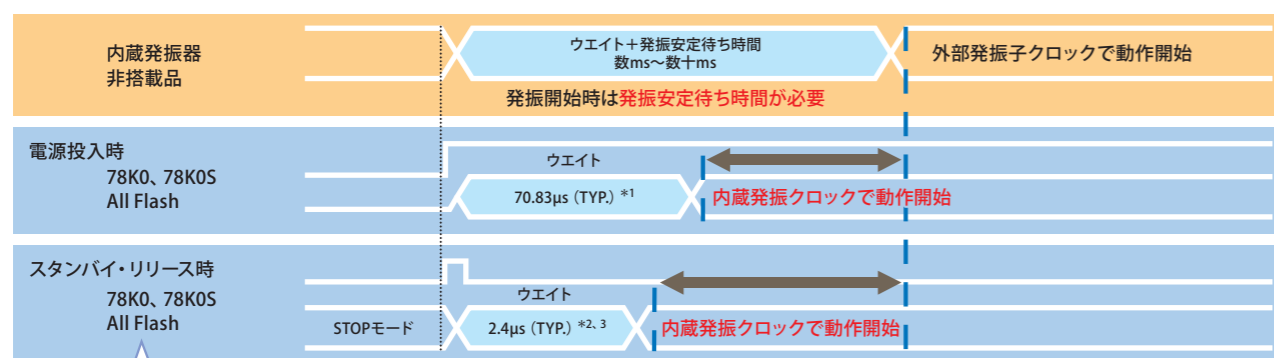 内蔵発振器
非搭載品
ウエイト＋発振安定待ち時間
数ms～数十ms
外部発振子クロックで動作開始
発振開始時は発振安定待ち時間が必要
電源投入時
78K0、78K0S
All Flash
ウエイト
70.83μs（TYP.）*1
内蔵発振クロックで動作開始
スタンバイ・リリース時
78K0、78K0S
All Flash
STOPモード
ウエイト
2.4μs（TYP.）*2、3
内蔵発振クロックで動作開始